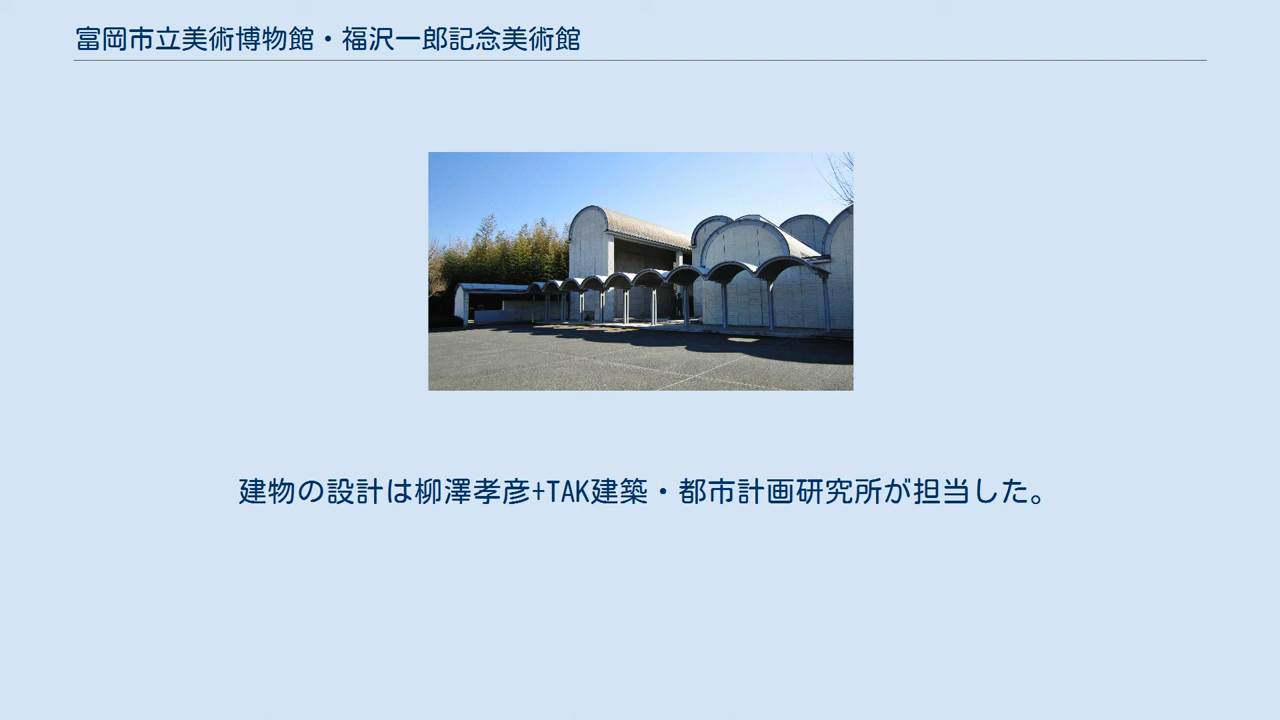 富岡市立美術博物館・福沢一郎記念美術館
建物の設計は柳澤孝彦+TAK建築・都市計画研究所が担当した。